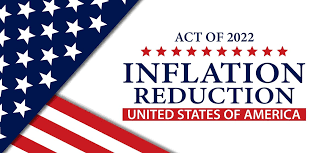 ACT OF 2022
INFLATION
REDUCTION
UNITED STATES OF AMERICA